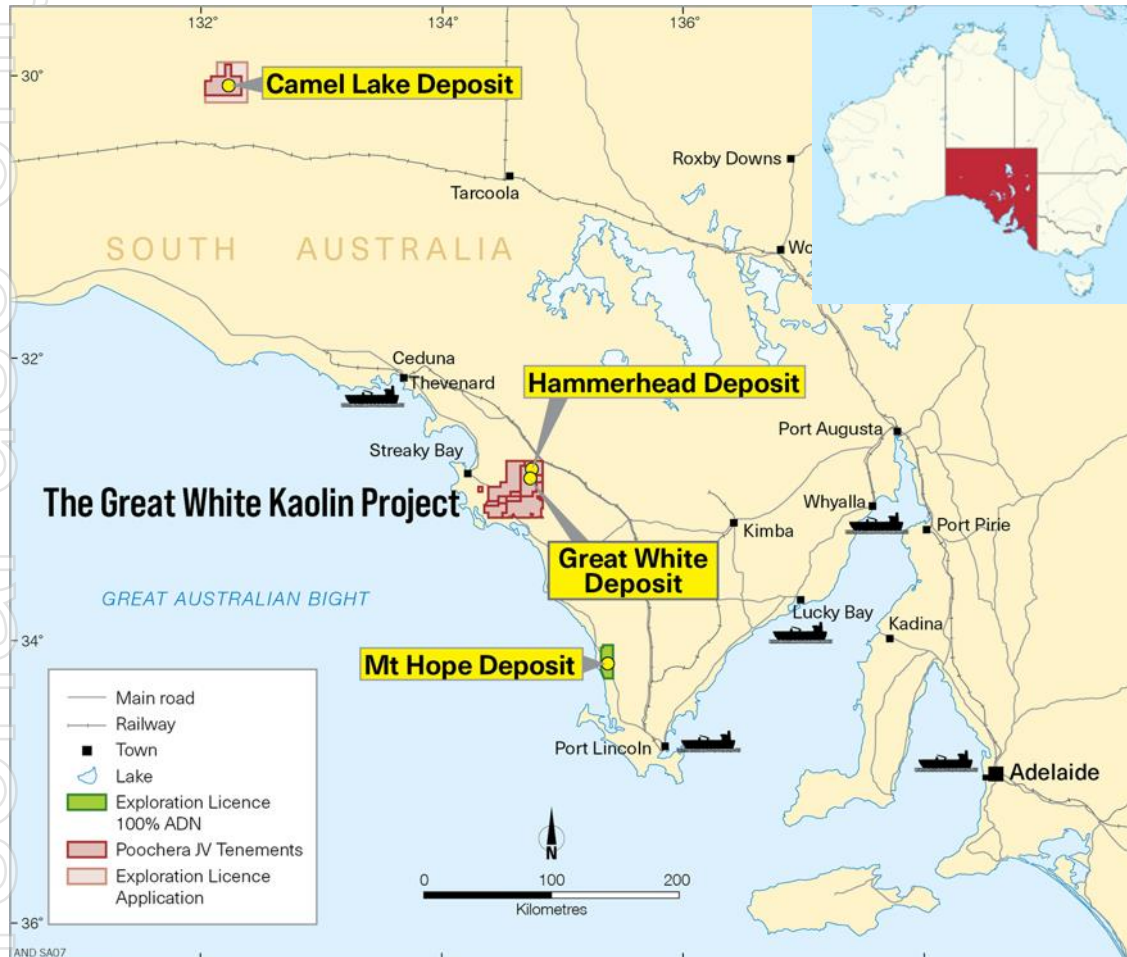 132°
134°
136°
30°
Camel Lake Deposit
Roxby Downs
Tarcoola
SOUTH AUSTRALIA
Wo
32°
Ceduna
Thevenard
Hammerhead Deposit
Port Augusta
Streaky Bay
The Great White Kaolin Project
Whyalla
Kimba
Port Pirie
Great White
Deposit
GREAT AUSTRALIAN BIGHT
Lucky Bay
Kadina
34°
Mt Hope Deposit
Main road
Railway
Town
Lake
Exploration Licence
100% ADN
Poochera JV Tenements
Exploration Licence
Application
Port Lincoln
Adelaide
N
0 100 200
Kilometres
36°
AND SA07